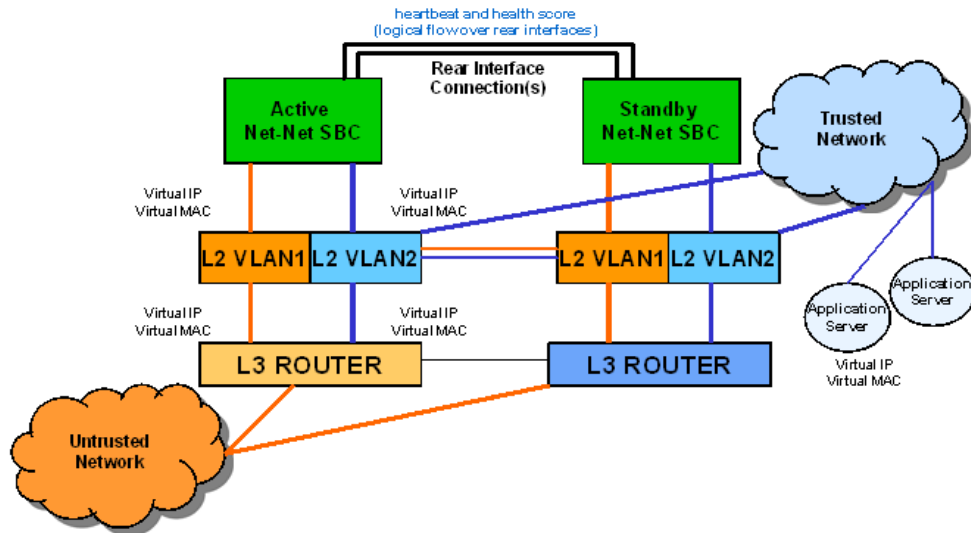 heartbeat and health score
(logical flowover rear interfaces)
Rear Interface
Connection(s)
Active
Net-Net SBC
Standby
Net-Net SBC
Trusted
Network
Virtual IP
Virtual MAC
Virtual IP
Virtual MAC
L2 VLAN1
L2 VLAN2
L2 VLAN1
L2 VLAN2
Application
Server
Application
Server
Virtual IP
Virtual MAC
Virtual IP
Virtual MAC
Virtual IP
Virtual MAC
L3 ROUTER
L3 ROUTER
Untrusted
Network